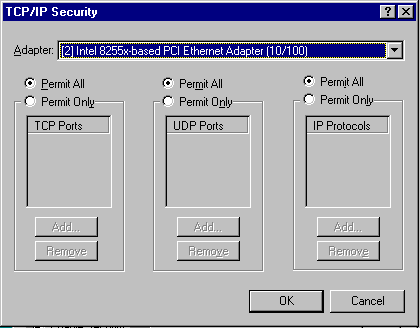 TCP/IP Security
Adapter: [2] Intel 8255x-based PCI Ethernet Adapter (10/100)
Permit All Permit All Permit All
Permit Only Permit Only Permit Only
TCP Ports UDP Ports IP Protocols
Add... Add... Add...
Remove Remove Remove
OK Cancel